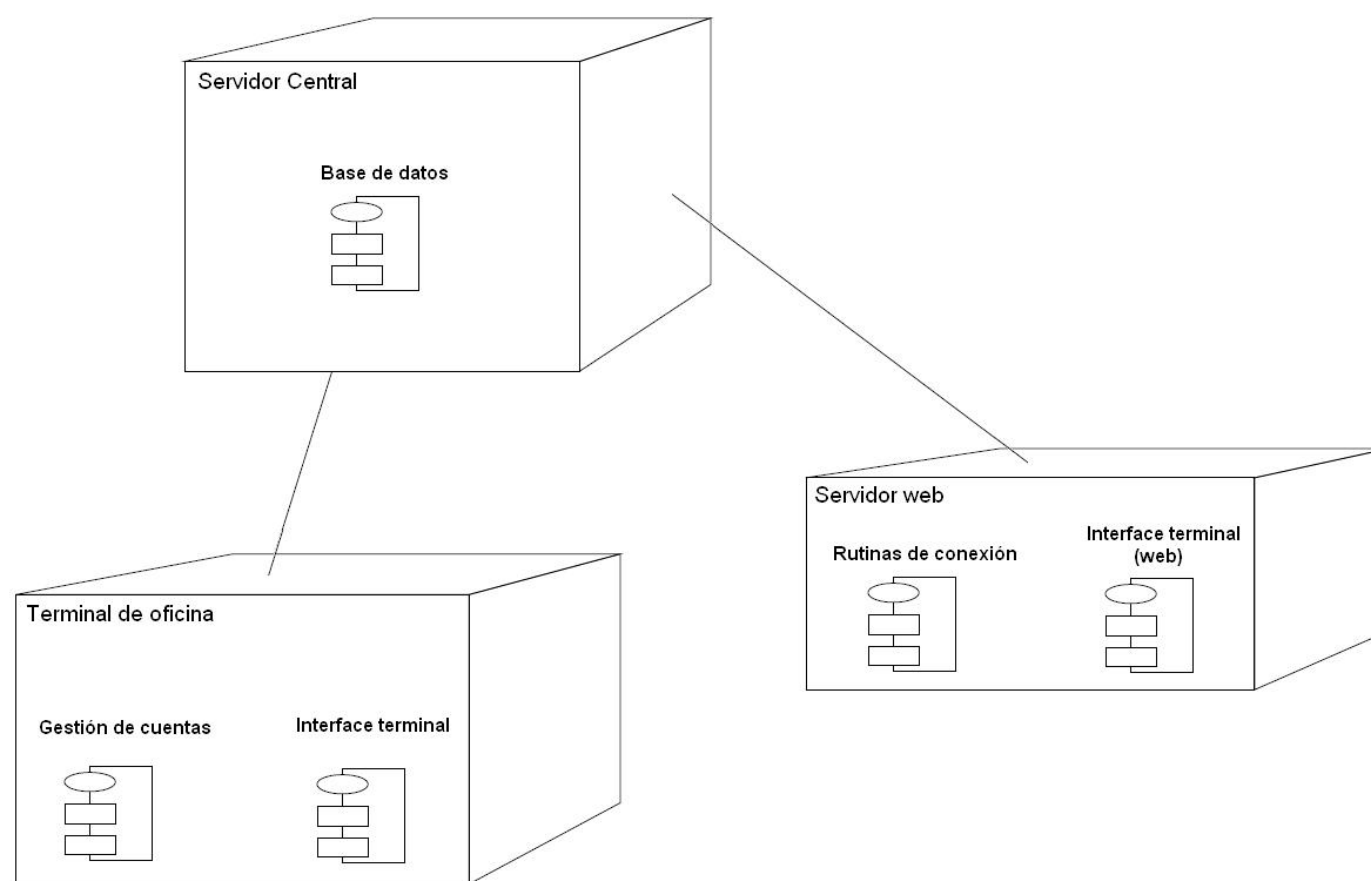 Servidor Central
Base de datos
Servidor web
Rutinas de conexión
Interface terminal
(web)
Terminal de oficina
Gestión de cuentas
Interface terminal